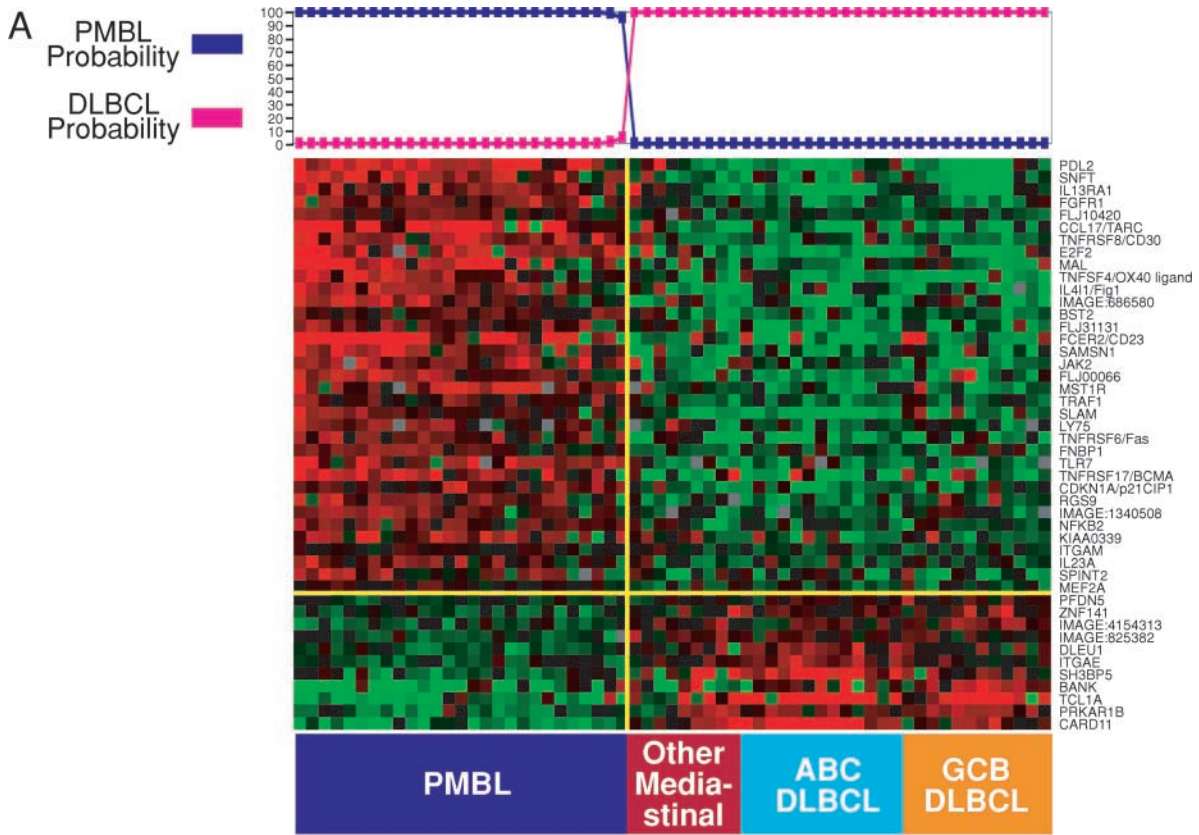 A
PMBL
Probability
DLBCL
Probability
100
90
80
70
60
50
40
30
20
10
0
PDL2
SNFT
IL13RA1
FGFR1
FLJ10420
CCL17/TARC
TNFRSF8/CD30
E2F2
MAL
TNFSF4/OX40 ligand
IL4I1/Fig1
IMAGE:686580
BST2
FLJ31131
FCER2/CD23
SAMSN1
JAK2
FLJ00066
MST1R
TRAF1
SLAM
LY75
TNFRSF6/Fas
FNBP1
TLR7
TNFRSF17/BCMA
CDKN1A/p21CIP1
RGS9
IMAGE:1340508
NFKB2
KIAA0339
ITGAM
IL23A
SPINT2
MEF2A
PFDN5
ZNF141
IMAGE:4154313
IMAGE:825382
DLEU1
ITGAE
SH3BP5
BANK
TCL1A
PRKAR1B
CARD11
PMBL
Other
Media-
stinal
ABC
DLBCL
GCB
DLBCL